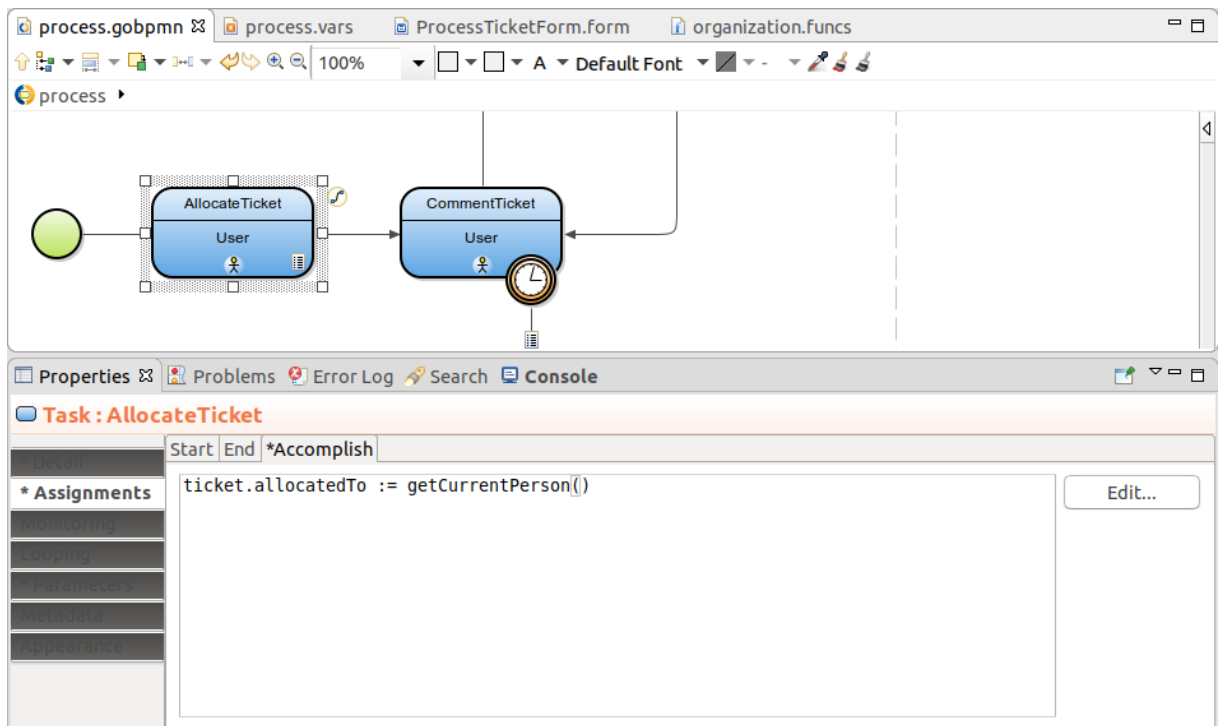 process.gobpmn process.vars ProcessTicketForm.form organization.funcs
100% A Default Font -
process
AllocateTicket CommentTicket
User User
Properties Problems Error Log Search Console
Task : AllocateTicket
Start End *Accomplish
* Detail
* Assignments
ticket.allocatedTo := getCurrentPerson()
Edit...
Monitoring
Looping
* Parameters
Metadata
Appearance